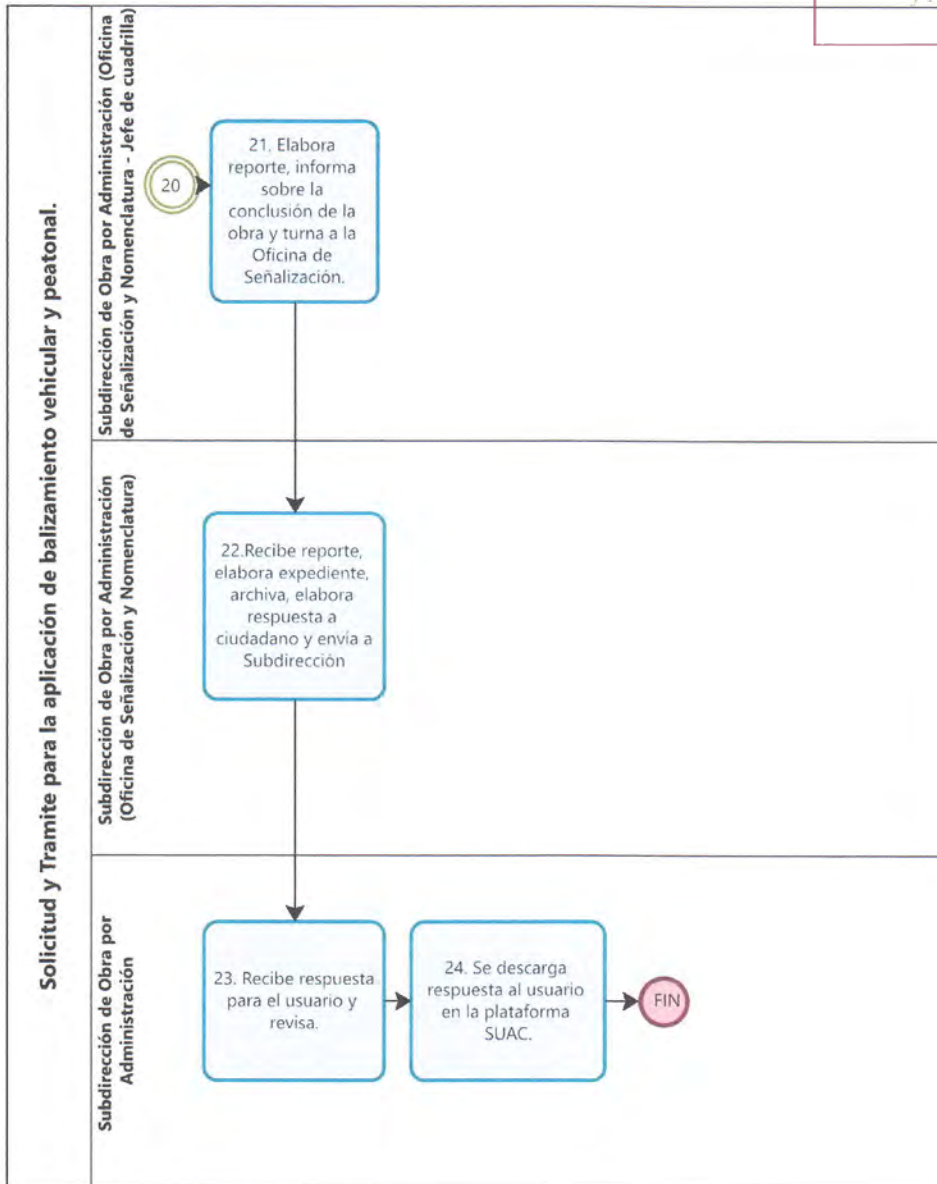 Solicitud y Tramite para la aplicación de balizamiento vehicular y peatonal.
Subdirección de Obra por Administración (Oficina
de Señalización y Nomenclatura - Jefe de cuadrilla)
20
21. Elabora
reporte, informa
sobre la
conclusión de la
obra y turna a la
Oficina de
Señalización.
Subdirección de Obra por Administración
(Oficina de Señalización y Nomenclatura)
22.Recibe reporte,
elabora expediente,
archiva, elabora
respuesta a
ciudadano y envía a
Subdirección
Subdirección de Obra por
Administración
23. Recibe respuesta
para el usuario y
revisa.
24. Se descarga
respuesta al usuario
en la plataforma
SUAC.
FIN